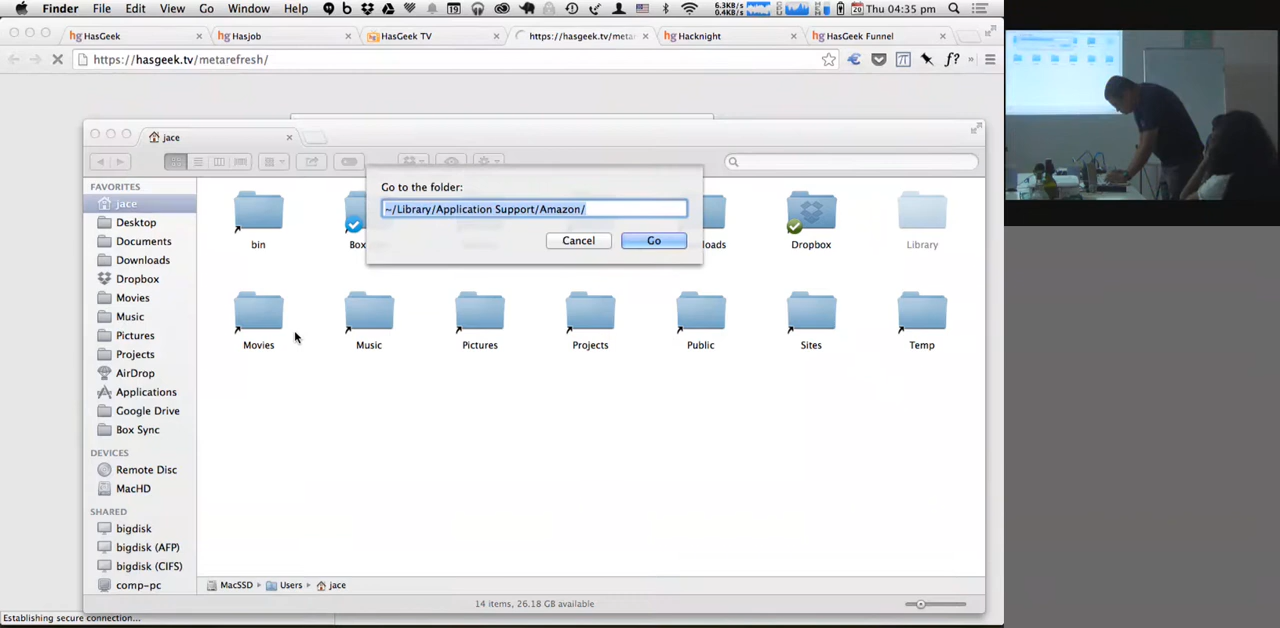 Finder File Edit View Go Window Help 6.3KB/s 0.4KB/s 19 20 Thu 04:35 pm
HasGeek Hasjob HasGeek TV https://hasgeek.tv/meta Hacknight HasGeek Funnel
https://hasgeek.tv/metarefresh/
jace
Go to the folder:
~/Library/Application Support/Amazon/
Cancel Go
FAVORITES
jace
Desktop
Documents
Downloads
Dropbox
Movies
Music
Pictures
Projects
AirDrop
Applications
Google Drive
Box Sync
DEVICES
Remote Disc
MacHD
SHARED
bigdisk
bigdisk (AFP)
bigdisk (CIFS)
comp-pc
bin Box loads Dropbox Library
Movies Music Pictures Projects Public Sites Temp
MacSSD Users jace
14 items, 26.18 GB available
Establishing secure connection...